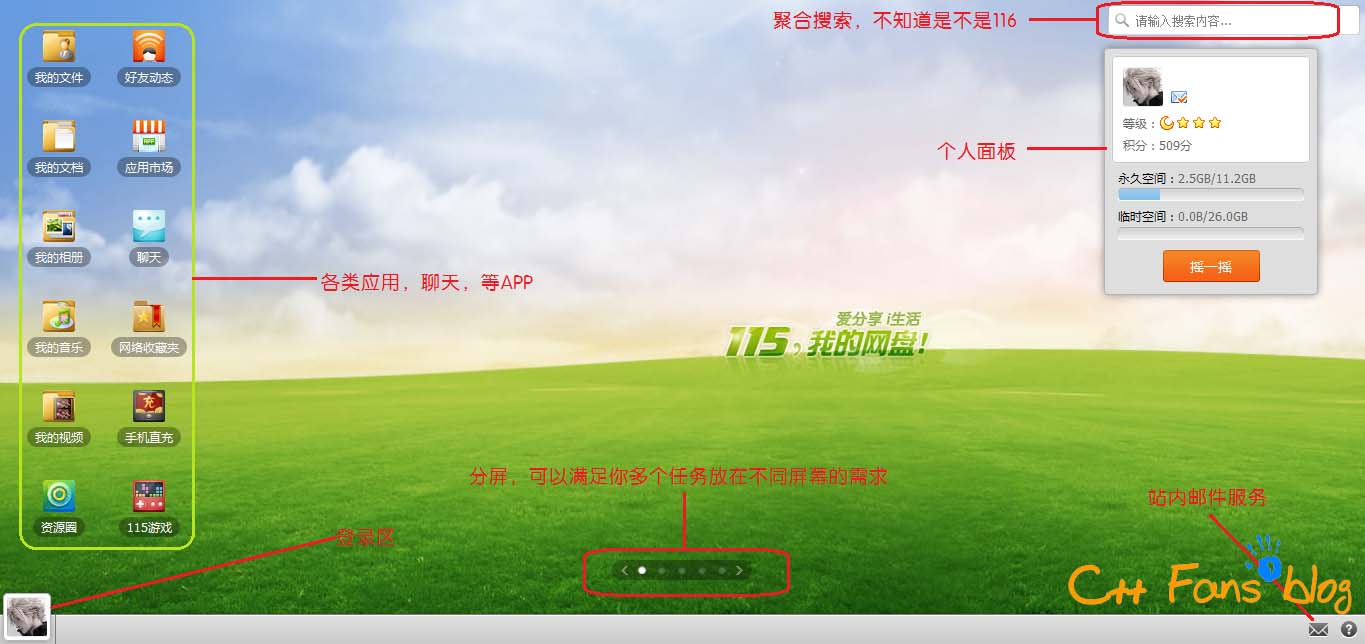 聚合搜索，不知道是不是116
请输入搜索内容...
我的文件
好友动态
我的文档
应用市场
APP
我的相册
聊天
我的音乐
网络收藏夹
我的视频
充
手机直充
资源圈
115游戏
各类应用，聊天，等APP
个人面板
等级：
积分：509分
永久空间：2.5GB/11.2GB
临时空间：0.0B/26.0GB
摇一摇
爱分享 i生活
115，我的网盘！
分屏，可以满足你多个任务放在不同屏幕的需求
登录区
站内邮件服务
C++ Fans blog
?